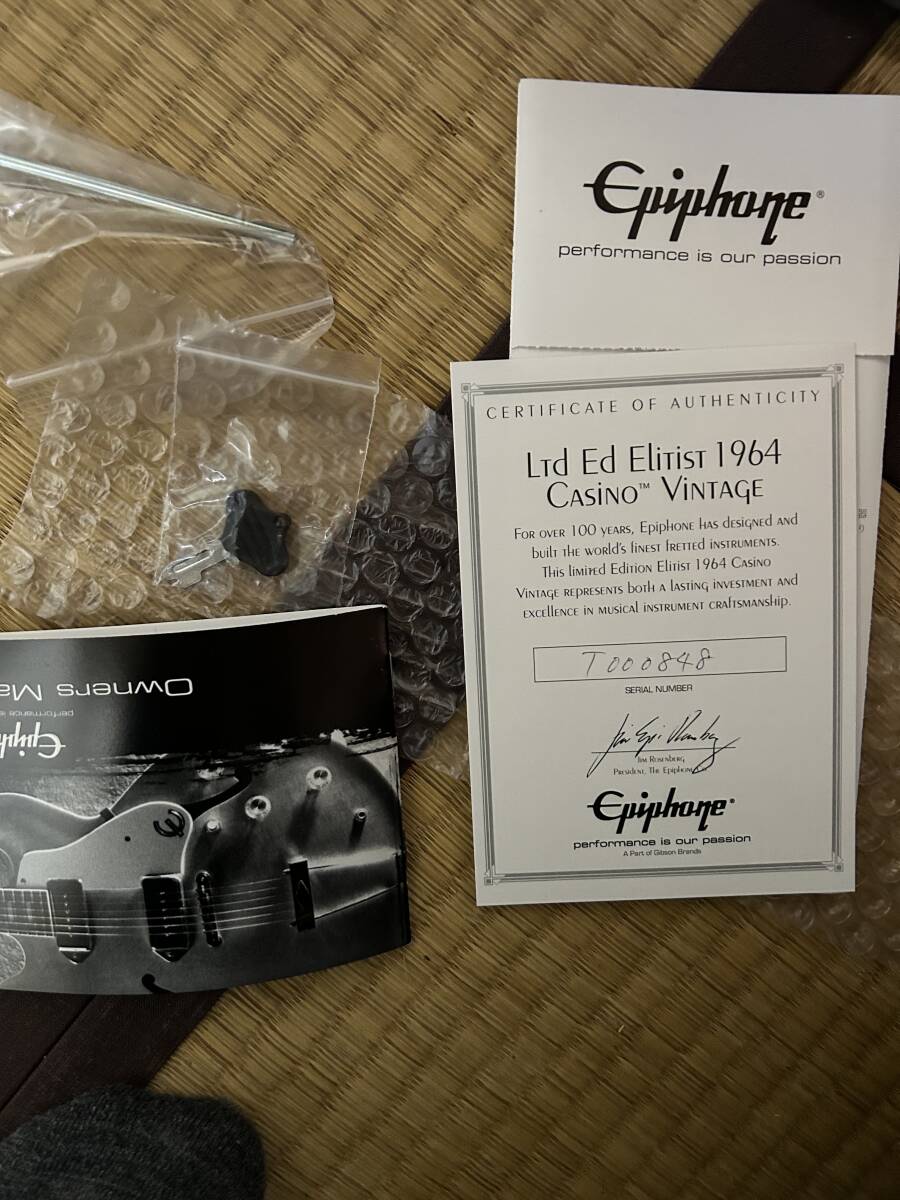 Epiphone®
performance is our passion
CERTIFICATE OF AUTHENTICITY
Ltd Ed Elitist 1964
Casino™ Vintage
For over 100 years, Epiphone has designed and
built the world's finest fretted instruments.
This limited Edition Elitist 1964 Casino
Vintage represents both a lasting investment and
excellence in musical instrument craftsmanship.
T000848
SERIAL NUMBER
Jim Rosenberg,
President, The Epiphone Co
Epiphone®
performance is our passion
A Part of Gibson Brands
Owners Ma
performance is
Epiph